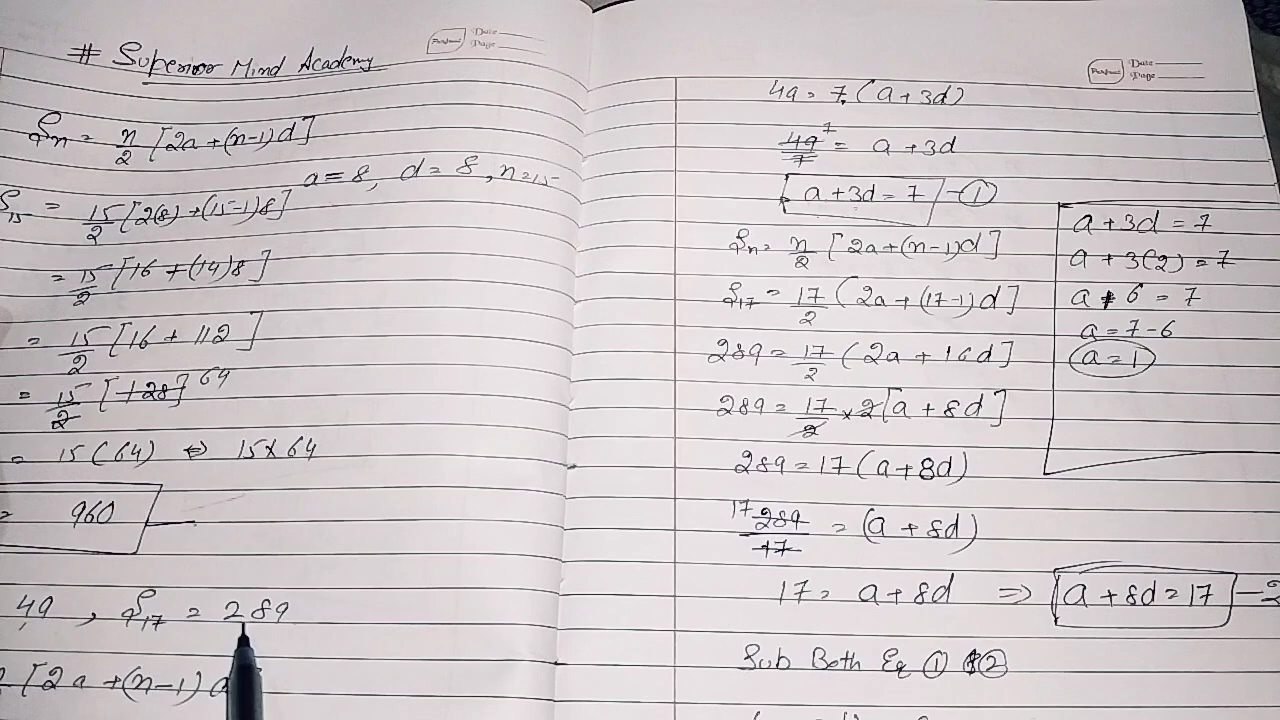 # Superior Mind Academy
Date
Page
Sn = n/2 [2a+(n-1)d]
a = 8, d = 8, n=15
S15 = 15/2 [2(8)+(15-1)8]
= 15/2 [16+(14)8]
= 15/2 [16 + 112]
= 15/2 [128] 64
= 15(64) ⇔ 15×64
= 960
49, S17 = 289
[2a+(n-1)d
Date
Page
49 = 7.(a+3d)
49/7 7 = a+3d
a+3d = 7 -①
Sn = n/2 [2a+(n-1)d]
S17 = 17/2 (2a+(17-1)d]
289 = 17/2 (2a+16d]
289 = 17/2 ×2[a+8d]
289 = 17(a+8d)
17 289/17 = (a+8d)
17 = a+8d ⇒ a+8d=17 -2
Sub Both Eq ① & ②
a+3d = 7
a+3(2) = 7
a+6 = 7
a=7-6
a=1